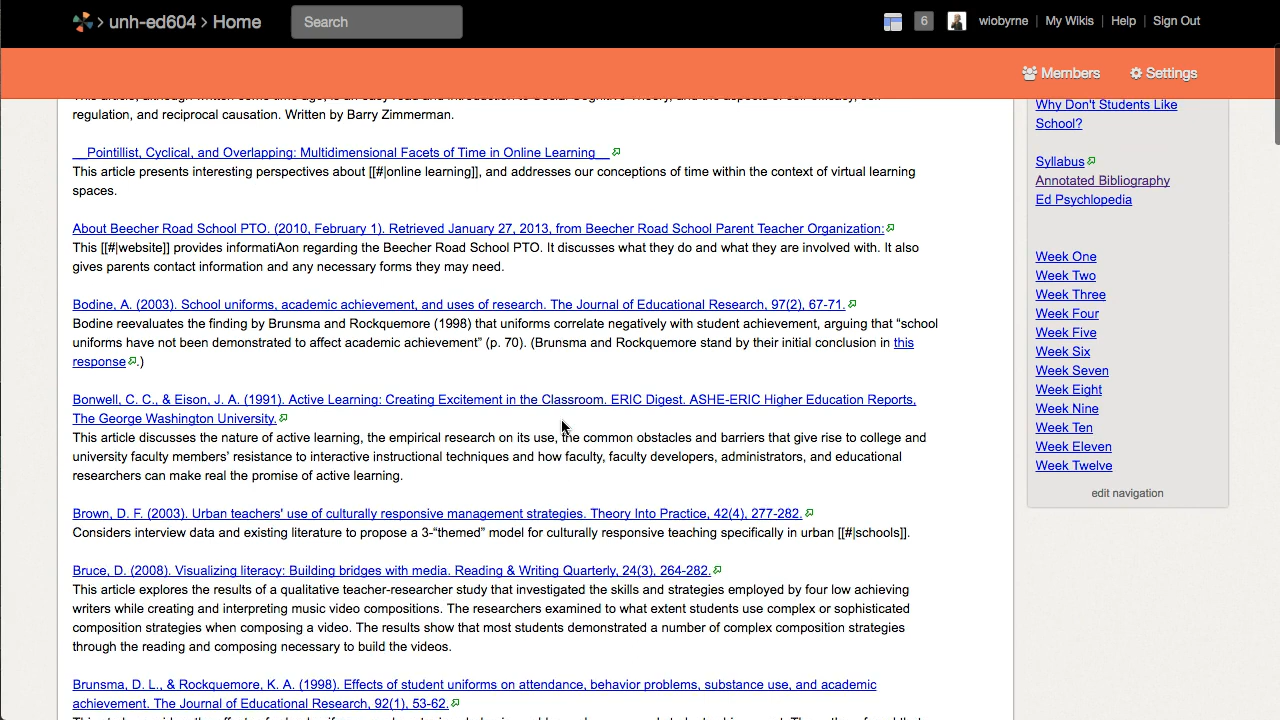 unh-ed604 > Home
Search
6
wiobyrne | My Wikis | Help | Sign Out
Members
Settings
regulation, and reciprocal causation. Written by Barry Zimmerman.
__Pointillist, Cyclical, and Overlapping: Multidimensional Facets of Time in Online Learning__
This article presents interesting perspectives about [[#|online learning]], and addresses our conceptions of time within the context of virtual learning
spaces.
About Beecher Road School PTO. (2010, February 1). Retrieved January 27, 2013, from Beecher Road School Parent Teacher Organization:
This [[#|website]] provides informatiAon regarding the Beecher Road School PTO. It discusses what they do and what they are involved with. It also
gives parents contact information and any necessary forms they may need.
Bodine, A. (2003). School uniforms, academic achievement, and uses of research. The Journal of Educational Research, 97(2), 67-71.
Bodine reevaluates the finding by Brunsma and Rockquemore (1998) that uniforms correlate negatively with student achievement, arguing that “school
uniforms have not been demonstrated to affect academic achievement” (p. 70). (Brunsma and Rockquemore stand by their initial conclusion in this
response.)
Bonwell, C. C., & Eison, J. A. (1991). Active Learning: Creating Excitement in the Classroom. ERIC Digest. ASHE-ERIC Higher Education Reports,
The George Washington University.
This article discusses the nature of active learning, the empirical research on its use, the common obstacles and barriers that give rise to college and
university faculty members’ resistance to interactive instructional techniques and how faculty, faculty developers, administrators, and educational
researchers can make real the promise of active learning.
Brown, D. F. (2003). Urban teachers' use of culturally responsive management strategies. Theory Into Practice, 42(4), 277-282.
Considers interview data and existing literature to propose a 3-“themed” model for culturally responsive teaching specifically in urban [[#|schools]].
Bruce, D. (2008). Visualizing literacy: Building bridges with media. Reading & Writing Quarterly, 24(3), 264-282.
This article explores the results of a qualitative teacher-researcher study that investigated the skills and strategies employed by four low achieving
writers while creating and interpreting music video compositions. The researchers examined to what extent students use complex or sophisticated
composition strategies when composing a video. The results show that most students demonstrated a number of complex composition strategies
through the reading and composing necessary to build the videos.
Brunsma, D. L., & Rockquemore, K. A. (1998). Effects of student uniforms on attendance, behavior problems, substance use, and academic
achievement. The Journal of Educational Research, 92(1), 53-62.
Why Don't Students Like
School?
Syllabus
Annotated Bibliography
Ed Psychlopedia
Week One
Week Two
Week Three
Week Four
Week Five
Week Six
Week Seven
Week Eight
Week Nine
Week Ten
Week Eleven
Week Twelve
edit navigation